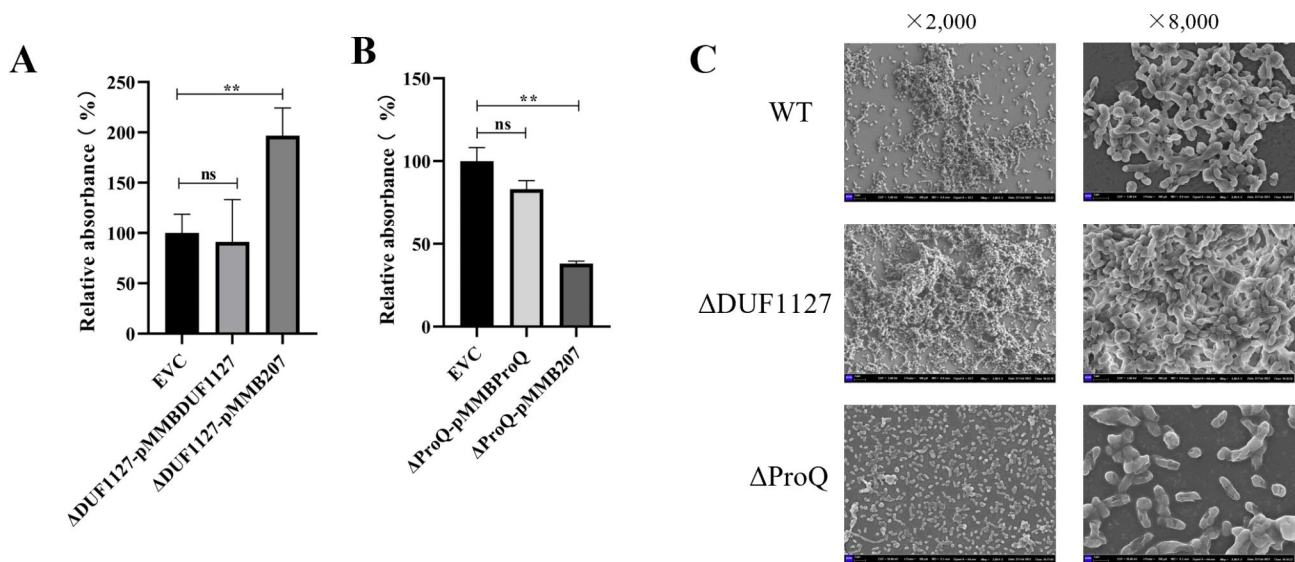 A
Relative absorbance ( %)
250
200
150
100
50
0
**
ns
EVC
ΔDUF1127-pMMBDUF1127
ΔDUF1127-pMMB207
B
Relative absorbance ( %)
150
100
50
0
**
ns
EVC
ΔProQ-pMMBProQ
ΔProQ-pMMB207
C
×2,000
×8,000
WT
ΔDUF1127
ΔProQ